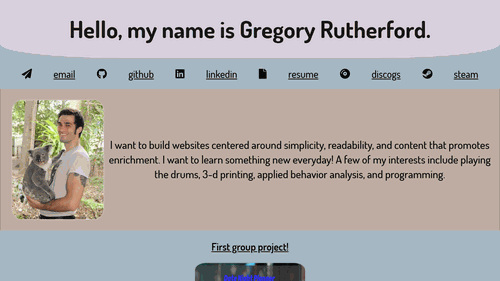 Hello, my name is Gregory Rutherford.
email github linkedin resume discogs steam
I want to build websites centered around simplicity, readability, and content that promotes
enrichment. I want to learn something new everyday! A few of my interests include playing
the drums, 3-d printing, applied behavior analysis, and programming.
First group project!